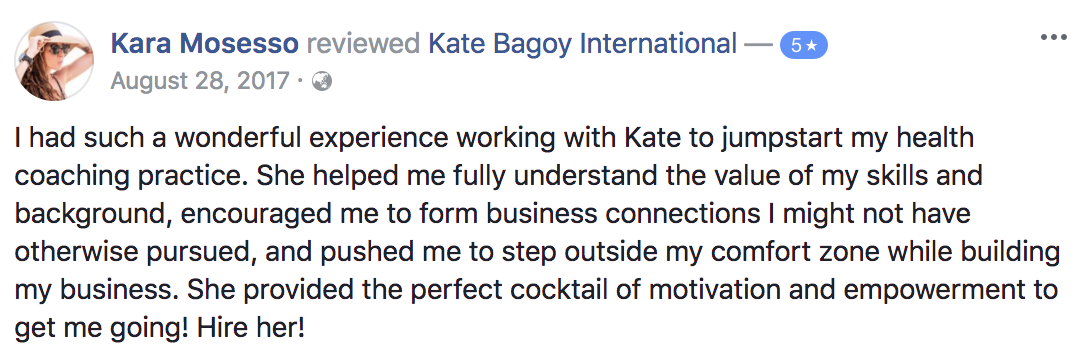 Kara Mosesso reviewed Kate Bagoy International — 5★
August 28, 2017 ·
I had such a wonderful experience working with Kate to jumpstart my health
coaching practice. She helped me fully understand the value of my skills and
background, encouraged me to form business connections I might not have
otherwise pursued, and pushed me to step outside my comfort zone while building
my business. She provided the perfect cocktail of motivation and empowerment to
get me going! Hire her!